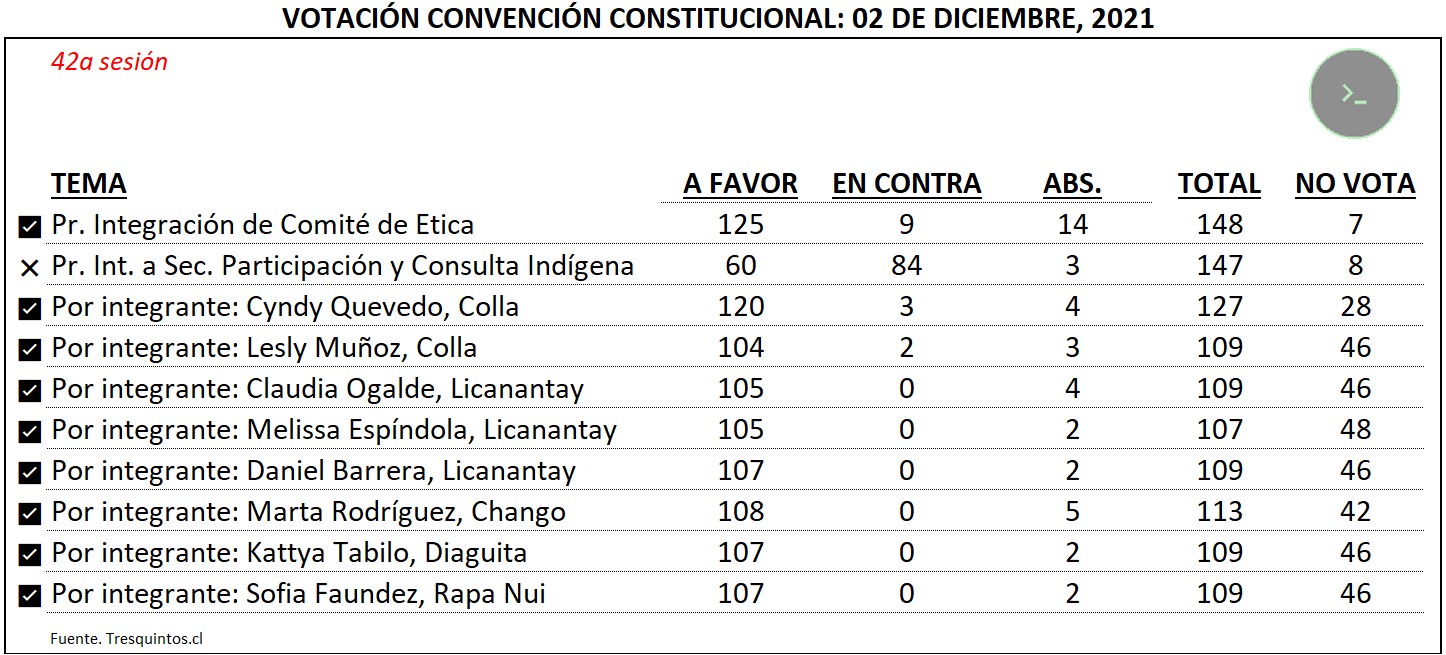 VOTACIÓN CONVENCIÓN CONSTITUCIONAL: 02 DE DICIEMBRE, 2021
42a sesión
>_
TEMA A FAVOR EN CONTRA ABS. TOTAL NO VOTA
Pr. Integración de Comité de Etica 125 9 14 148 7
Pr. Int. a Sec. Participación y Consulta Indígena 60 84 3 147 8
Por integrante: Cyndy Quevedo, Colla 120 3 4 127 28
Por integrante: Lesly Muñoz, Colla 104 2 3 109 46
Por integrante: Claudia Ogalde, Licanantay 105 0 4 109 46
Por integrante: Melissa Espíndola, Licanantay 105 0 2 107 48
Por integrante: Daniel Barrera, Licanantay 107 0 2 109 46
Por integrante: Marta Rodríguez, Chango 108 0 5 113 42
Por integrante: Kattya Tabilo, Diaguita 107 0 2 109 46
Por integrante: Sofia Faundez, Rapa Nui 107 0 2 109 46
Fuente. Tresquintos.cl